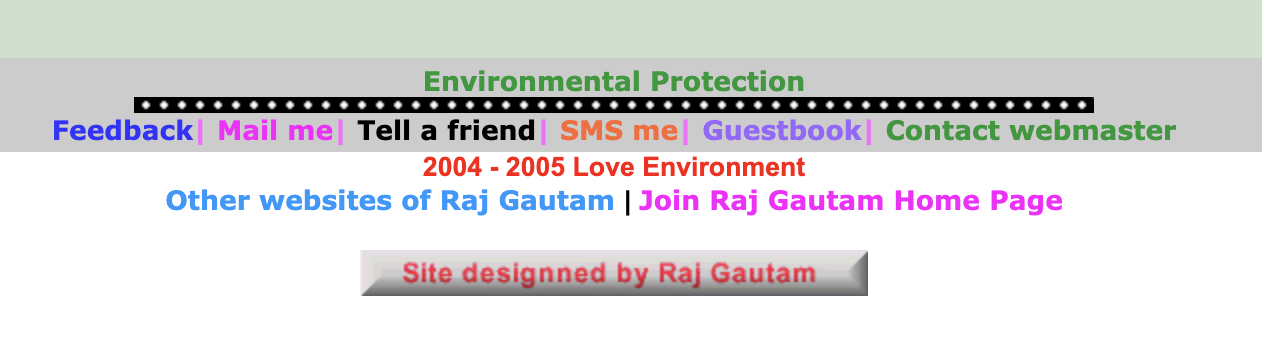 Environmental Protection
Feedback| Mail me| Tell a friend| SMS me| Guestbook| Contact webmaster
2004 - 2005 Love Environment
Other websites of Raj Gautam | Join Raj Gautam Home Page
Site designned by Raj Gautam